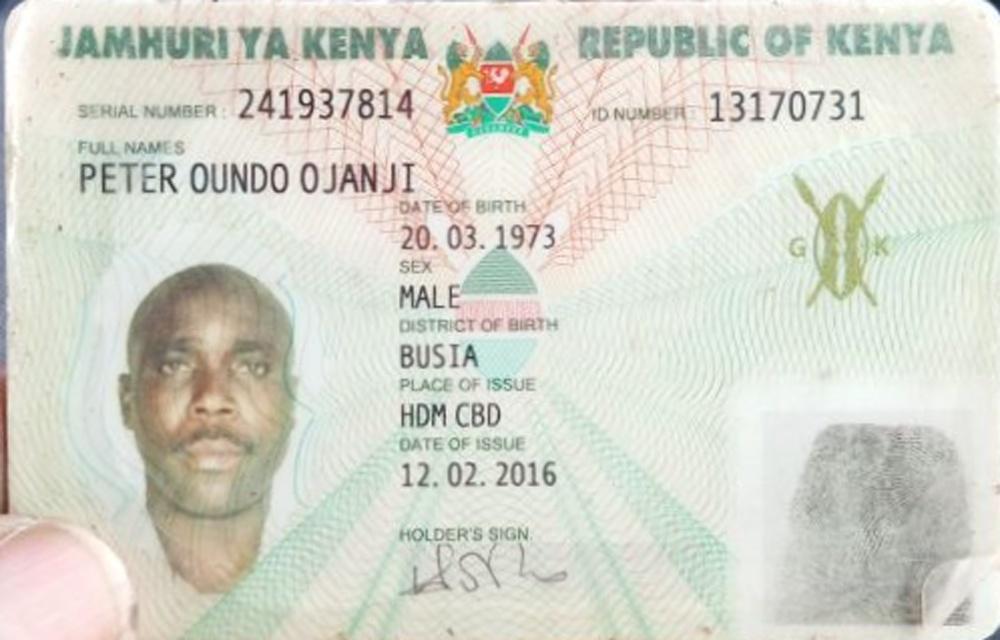 JAMHURI YA KENYA REPUBLIC OF KENYA
SERIAL NUMBER : 241937814 ID NUMBER : 13170731
FULL NAMES
PETER OUNDO OJANJI
DATE OF BIRTH
20. 03. 1973
SEX
MALE
DISTRICT OF BIRTH
BUSIA
PLACE OF ISSUE
HDM CBD
DATE OF ISSUE
12. 02. 2016
HOLDER'S SIGN.
G K